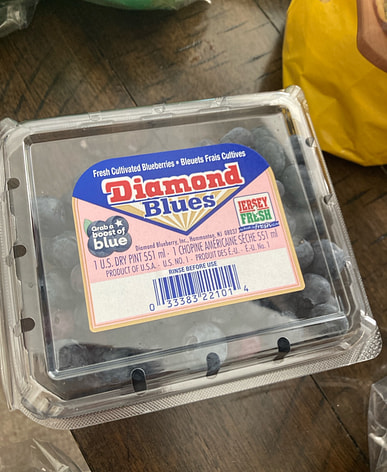 Fresh Cultivated Blueberries • Bleuets Frais Cultives
Diamond
Blues
Grab a
boost of
blue
JERSEY
FRESH
Diamond Blueberry, Inc., Hammonton, NJ 08037
1 U.S. DRY PINT 551 ml - 1 CHOPINE AMÉRICAINE SÈCHE 551 ml
PRODUCT OF U.S.A. - U.S. NO. 1 - PRODUIT DES É.-U. - É.-U. No. 1
RINSE BEFORE USE
0 33383 22101 4